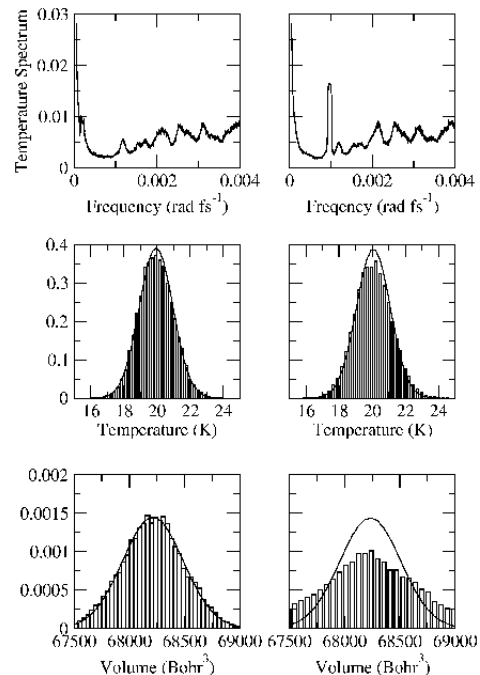 0.03
0.02
0.01
0
Temperature Spectrum
0 0.002 0.004
0 0.002 0.004
Frequency (rad fs⁻¹)
Freqency (rad fs⁻¹)
0.4
0.3
0.2
0.1
0
16 18 20 22 24
16 18 20 22 24
Temperature (K)
Temperature (K)
0.002
0.0015
0.001
0.0005
0
67500 68000 68500 69000
67500 68000 68500 69000
Volume (Bohr³)
Volume (Bohr³)